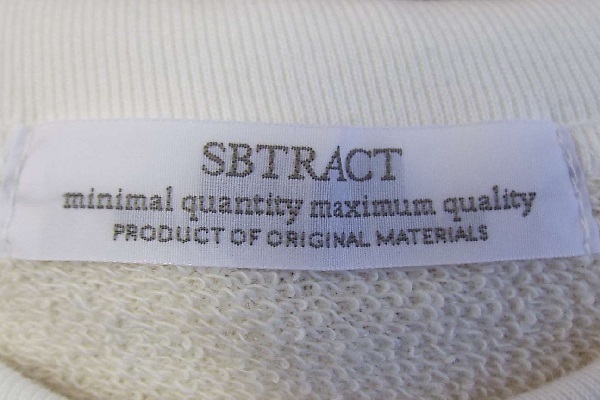 SBTRACT
minimal quantity maximum quality
PRODUCT OF ORIGINAL MATERIALS